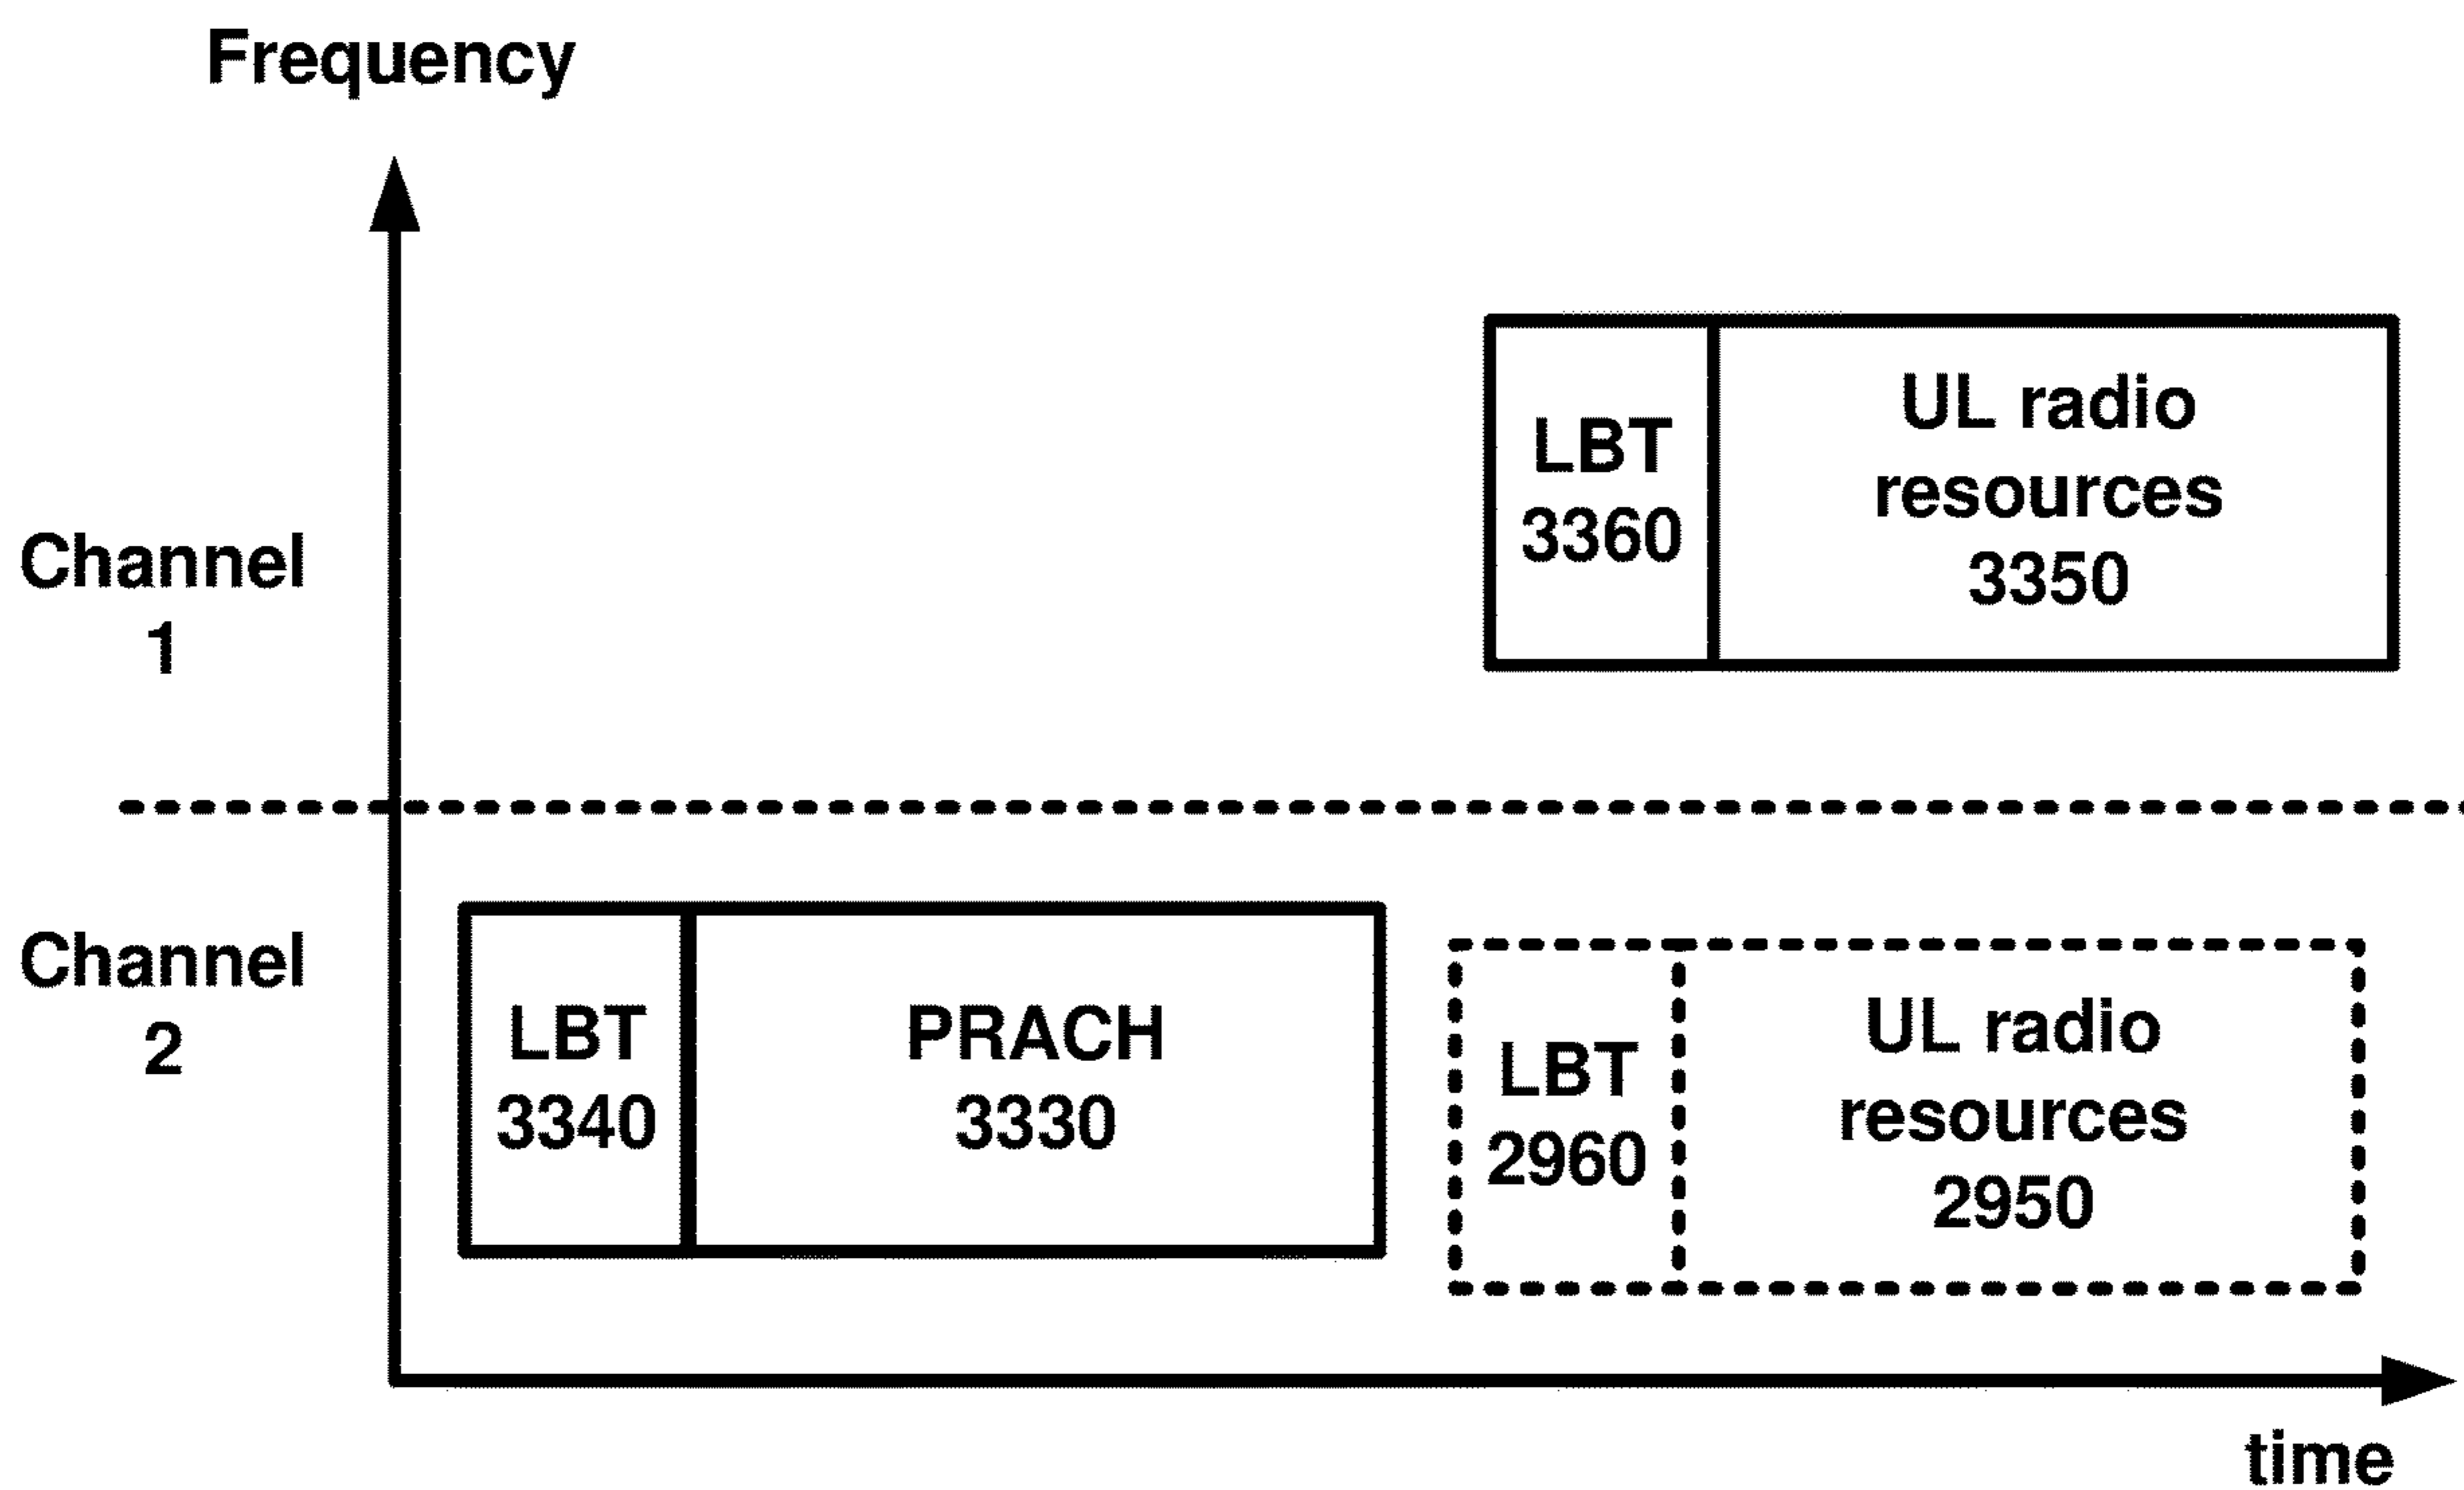 Frequency
Channel
1
LBT
3360
UL radio
resources
3350
Channel
2
LBT
3340
PRACH
3330
LBT
2960
UL radio
resources
2950
time